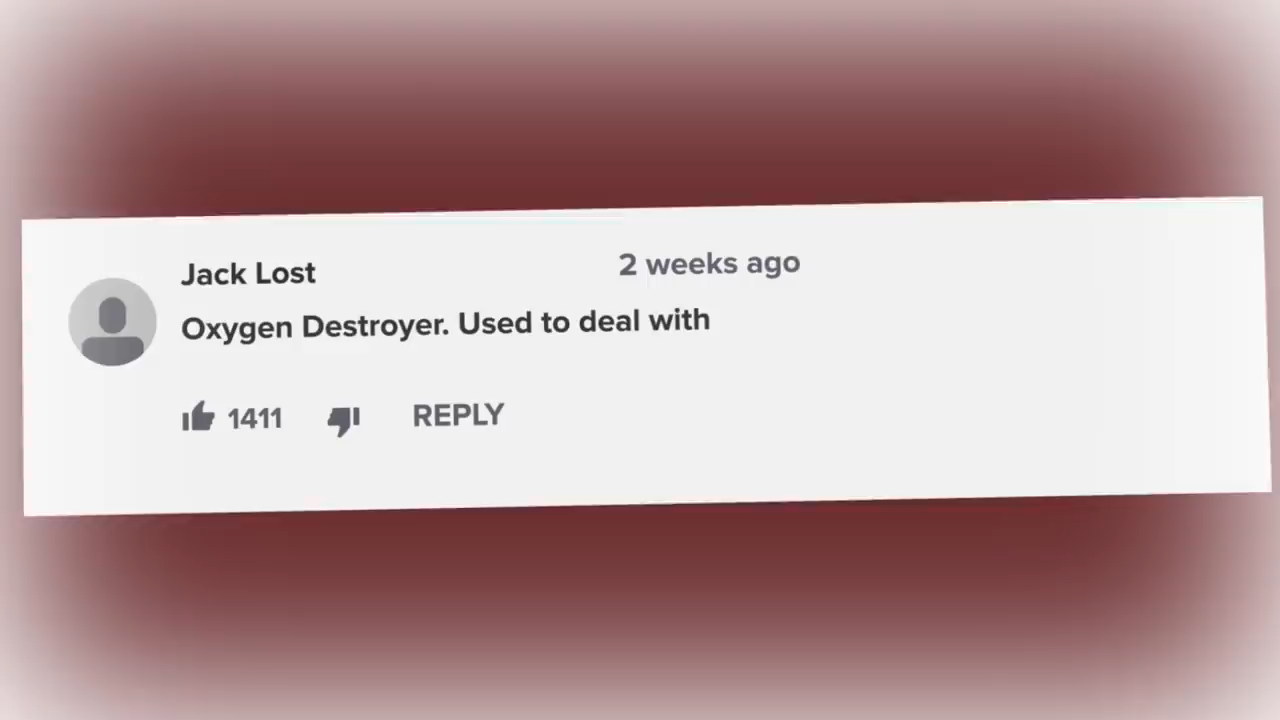 Jack Lost 2 weeks ago
Oxygen Destroyer. Used to deal with
1411 REPLY